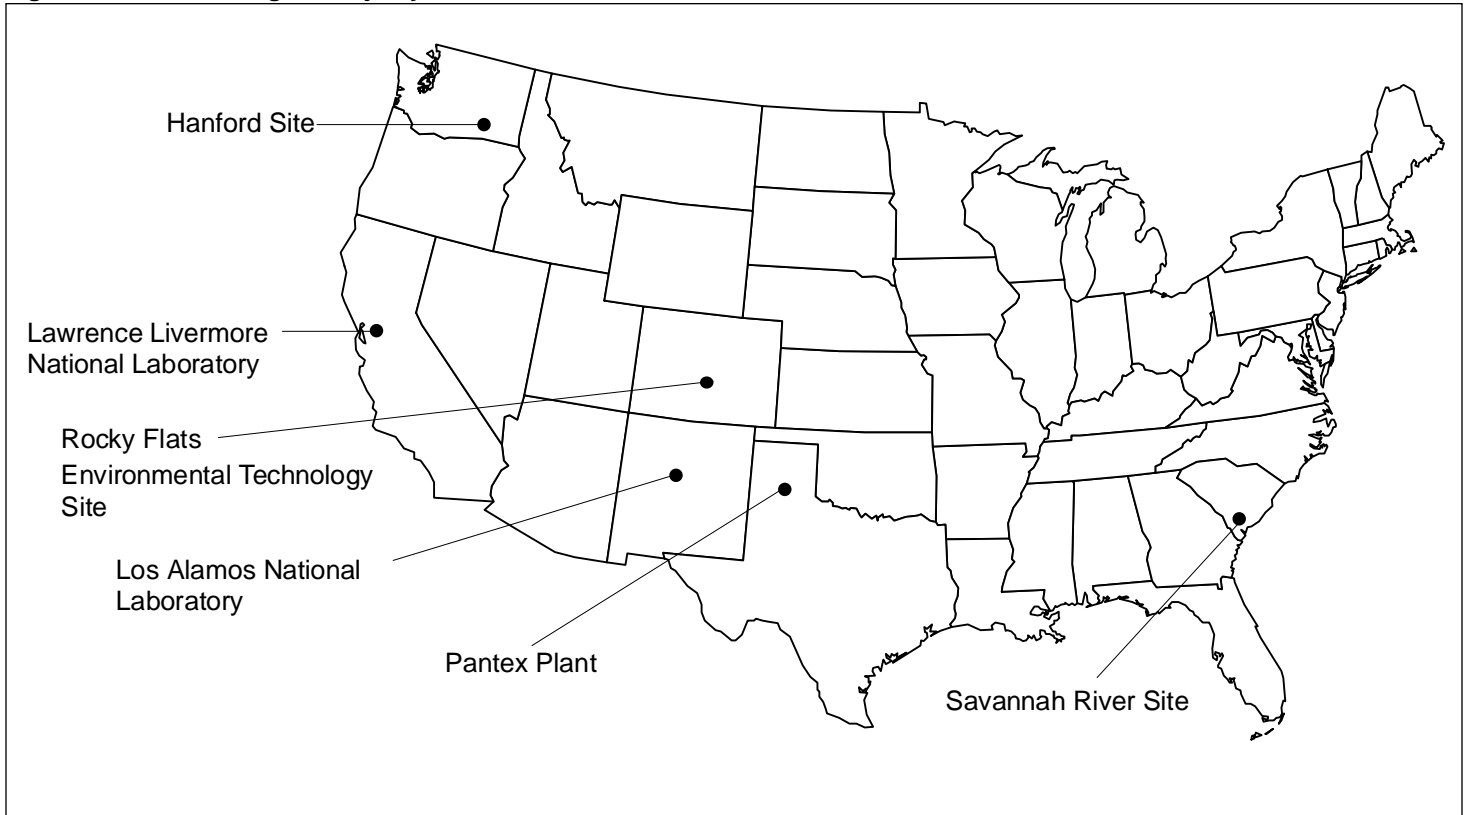 Hanford Site
Lawrence Livermore
National Laboratory
Rocky Flats
Environmental Technology
Site
Los Alamos National
Laboratory
Pantex Plant
Savannah River Site